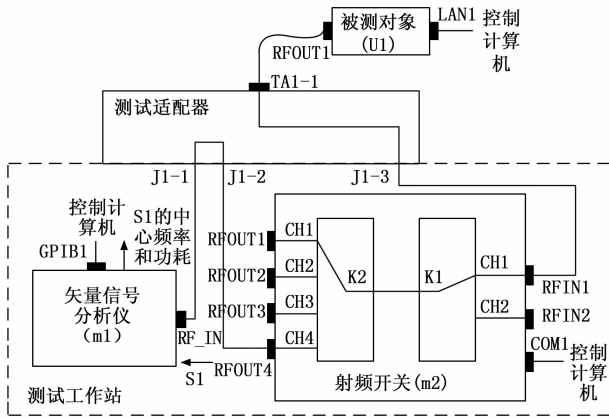 被测对象
(U1)
LAN1
控制
计算
机
RFOUT1
TA1-1
测试适配器
J1-1
J1-2
J1-3
控制计
算机
S1的中
心频率
和功耗
GPIB1
矢量信号
分析仪
(m1)
RF_IN
S1
RFOUT1
RFOUT2
RFOUT3
RFOUT4
CH1
CH2
CH3
CH4
K2
K1
CH1
CH2
RFIN1
RFIN2
COM1
控制
计算
机
射频开关(m2)
测试工作站